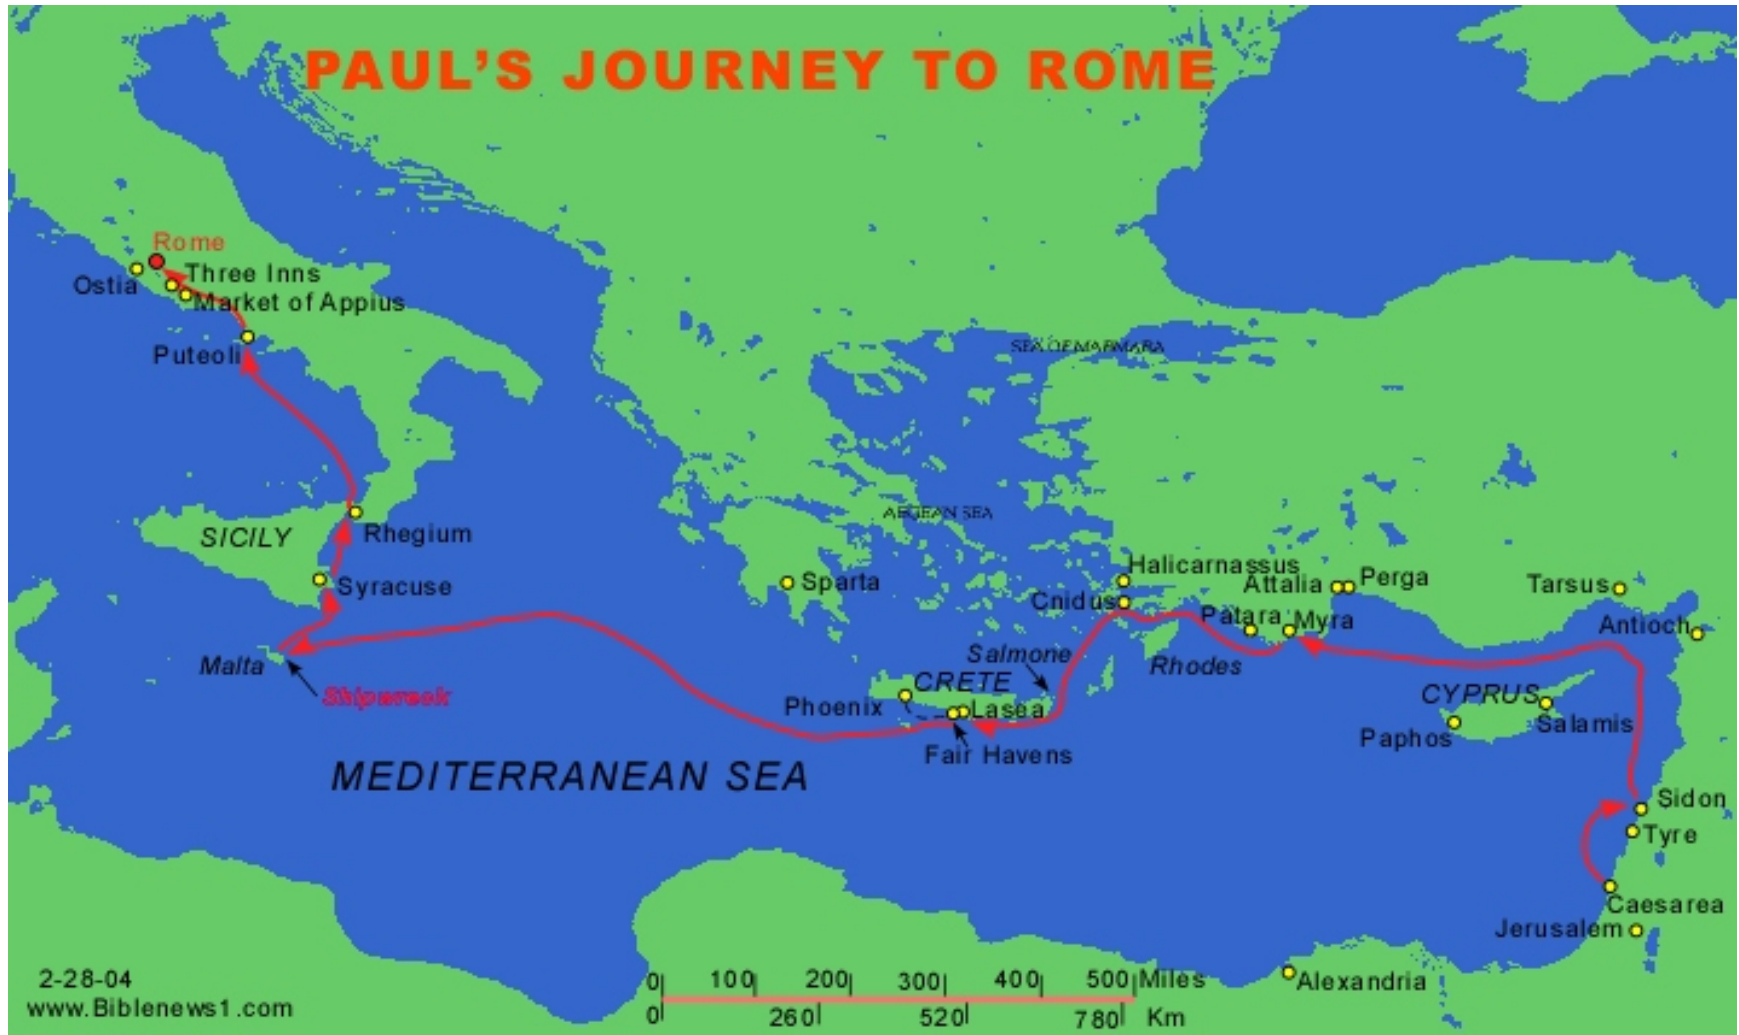 PAUL'S JOURNEY TO ROME
Rome
Three Inns
Ostia
Market of Appius
Puteoli
SEA OF MARMARA
SICILY
Rhegium
AEGEAN SEA
Syracuse
Sparta
Halicarnassus
Attalia
Perga
Tarsus
Cnidus
Patara
Myra
Antioch
Malta
Salmone
Rhodes
Shipwreck
CRETE
CYPRUS
Phoenix
Lasea
Salamis
Paphos
Fair Havens
MEDITERRANEAN SEA
Sidon
Tyre
Caesarea
Jerusalem
2-28-04
www.Biblenews1.com
0 100 200 300 400 500 Miles
0 260 520 780 Km
Alexandria